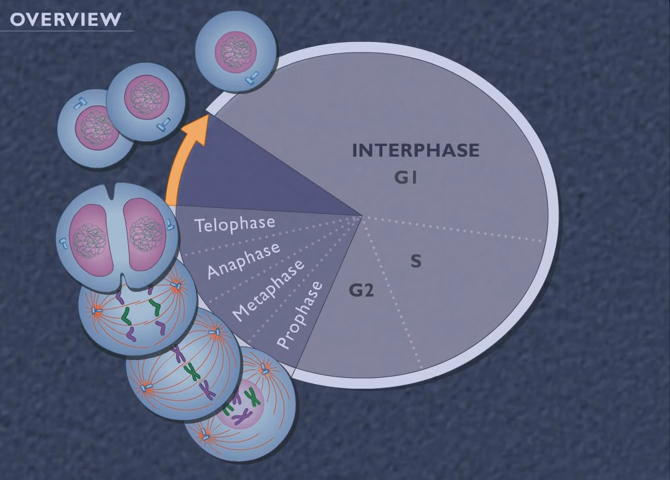 OVERVIEW
INTERPHASE
G1
S
G2
Telophase
Anaphase
Metaphase
Prophase